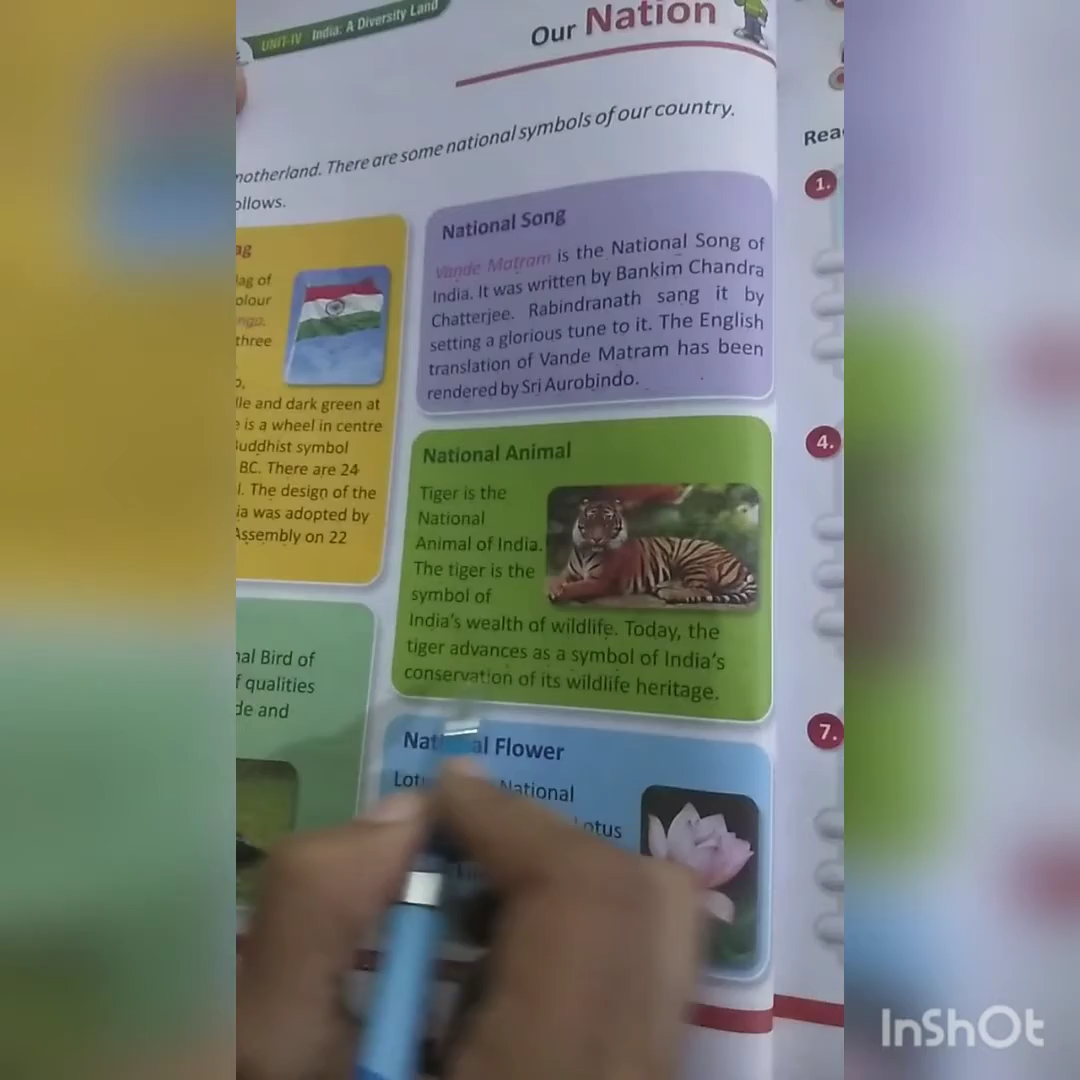 UNIT-IV India: A Diversity Land
Our Nation
motherland. There are some national symbols of our country.
ollows.
ag
lag of
olour
nga.
three
le and dark green at
is a wheel in centre
Buddhist symbol
BC. There are 24
l. The design of the
ia was adopted by
Assembly on 22
National Song
Vande Matram is the National Song of
India. It was written by Bankim Chandra
Chatterjee. Rabindranath sang it by
setting a glorious tune to it. The English
translation of Vande Matram has been
rendered by Sri Aurobindo.
National Animal
Tiger is the
National
Animal of India.
The tiger is the
symbol of
India's wealth of wildlife. Today, the
tiger advances as a symbol of India's
conservation of its wildlife heritage.
nal Bird of
f qualities
de and
National Flower
National
otus
Rea
1.
4.
7.
InShOt